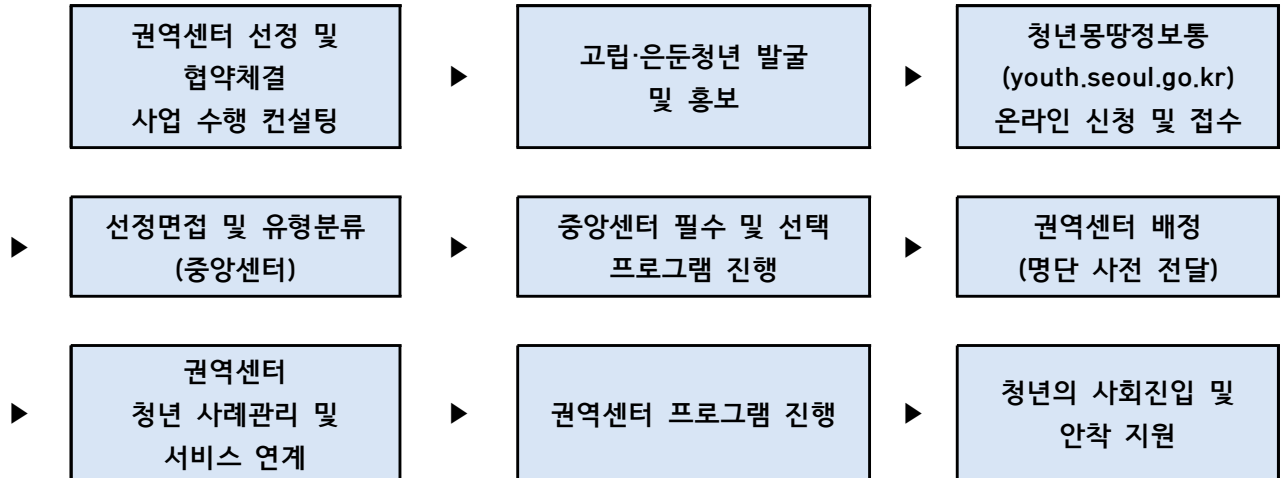 권역센터 선정 및
협약체결
사업 수행 컨설팅
▶
고립·은둔청년 발굴
및 홍보
▶
청년몽땅정보통
(youth.seoul.go.kr)
온라인 신청 및 접수
▶
선정면접 및 유형분류
(중앙센터)
▶
중앙센터 필수 및 선택
프로그램 진행
▶
권역센터 배정
(명단 사전 전달)
▶
권역센터
청년 사례관리 및
서비스 연계
▶
권역센터 프로그램 진행
▶
청년의 사회진입 및
안착 지원